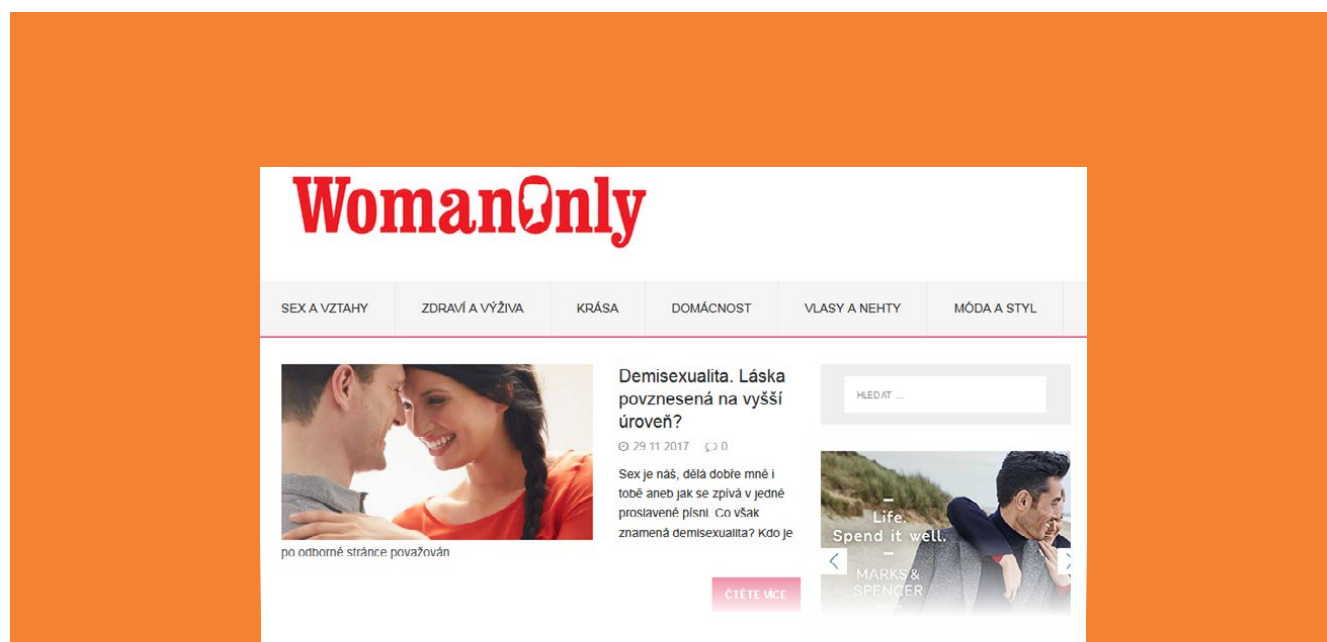 WomanOnly
SEX A VZTAHY
ZDRAVÍ A VÝŽIVA
KRÁSA
DOMÁCNOST
VLASY A NEHTY
MÓDA A STYL
Demisexualita. Láska
povznesená na vyšší
úroveň?
29.11.2017 0
Sex je náš, dělá dobře mně i
tobě aneb jak se zpívá v jedné
proslavené písni. Co však
znamená demisexualita? Kdo je
po odborné stránce považován
ČTĚTE VÍCE
HLEDAT ...
Life.
Spend it well.
MARKS &
SPENCER